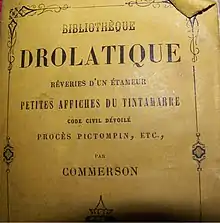 BIBLIOTHÈQUE
DROLATIQUE
RÊVERIES D'UN ÉTAMEUR
PETITES AFFICHES DU TINTAMARRE
CODE CIVIL DÉVOILÉ
PROCÈS PICTOMPIN, ETC.,
PAR
COMMERSON